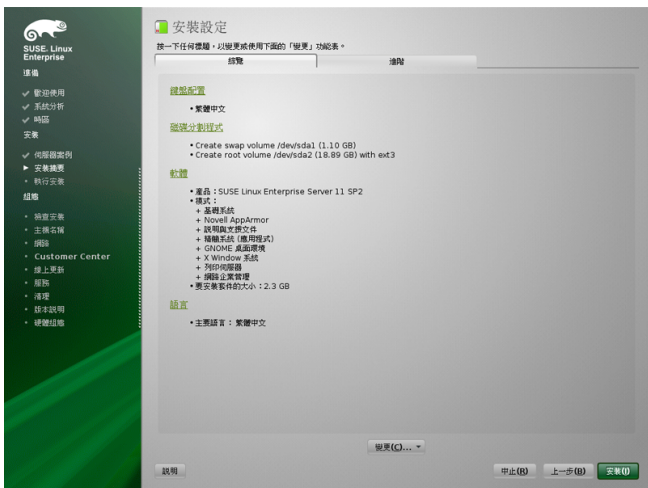 SUSE. Linux
Enterprise
準備
歡迎使用
系統分析
時區
安裝
伺服器案例
安裝摘要
執行安裝
組態
檢查安裝
主機名稱
網路
Customer Center
線上更新
服務
清理
版本說明
硬體組態
安裝設定
按一下任何標題，以變更或使用下面的「變更」功能表。
綜覽
進階
鍵盤配置
• 繁體中文
磁碟分割程式
• Create swap volume /dev/sda1 (1.10 GB)
• Create root volume /dev/sda2 (18.89 GB) with ext3
軟體
• 產品：SUSE Linux Enterprise Server 11 SP2
• 模式：
+ 基礎系統
+ Novell AppArmor
+ 說明與支援文件
+ 精簡系統 (應用程式)
+ GNOME 桌面環境
+ X Window 系統
+ 列印伺服器
+ 網路企業管理
• 要安裝套件的大小：2.3 GB
語言
• 主要語言： 繁體中文
變更(C)...
說明
中止(R)
上一步(B)
安裝(I)